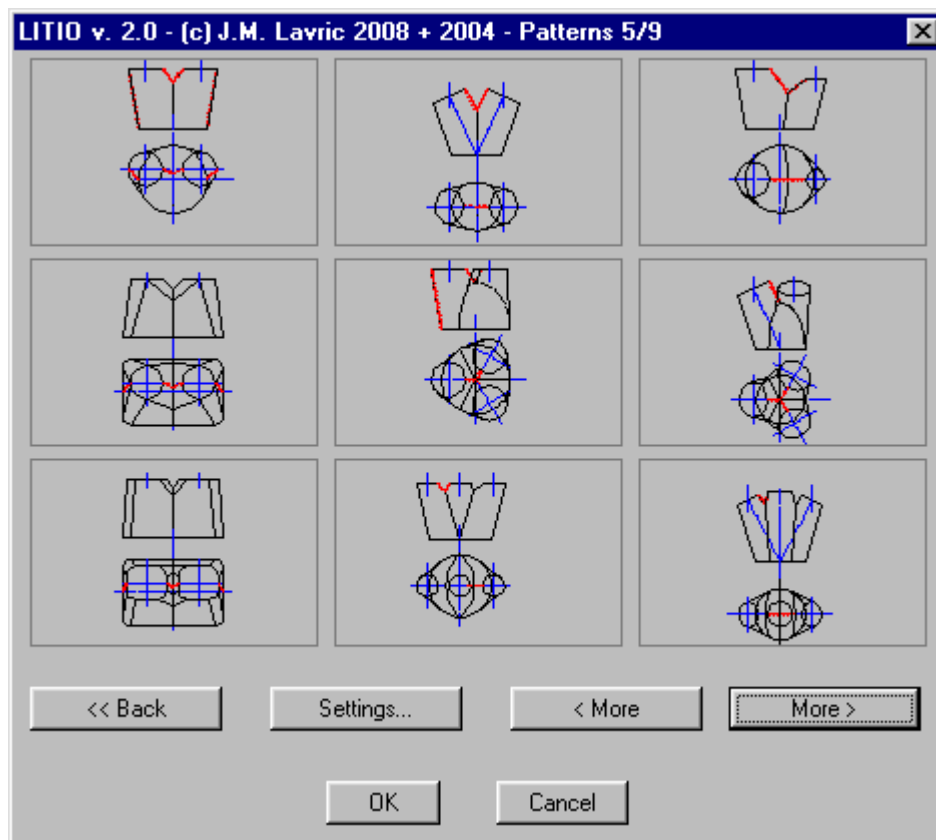 LITIO v. 2.0 - (c) J.M. Lavric 2008 + 2004 - Patterns 5/9
<< Back Settings... < More More >
OK Cancel